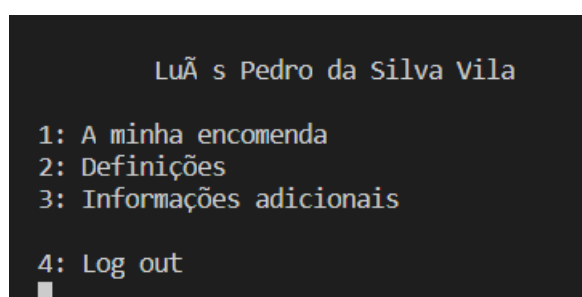 LuÃ s Pedro da Silva Vila
1: A minha encomenda
2: Definições
3: Informações adicionais
4: Log out